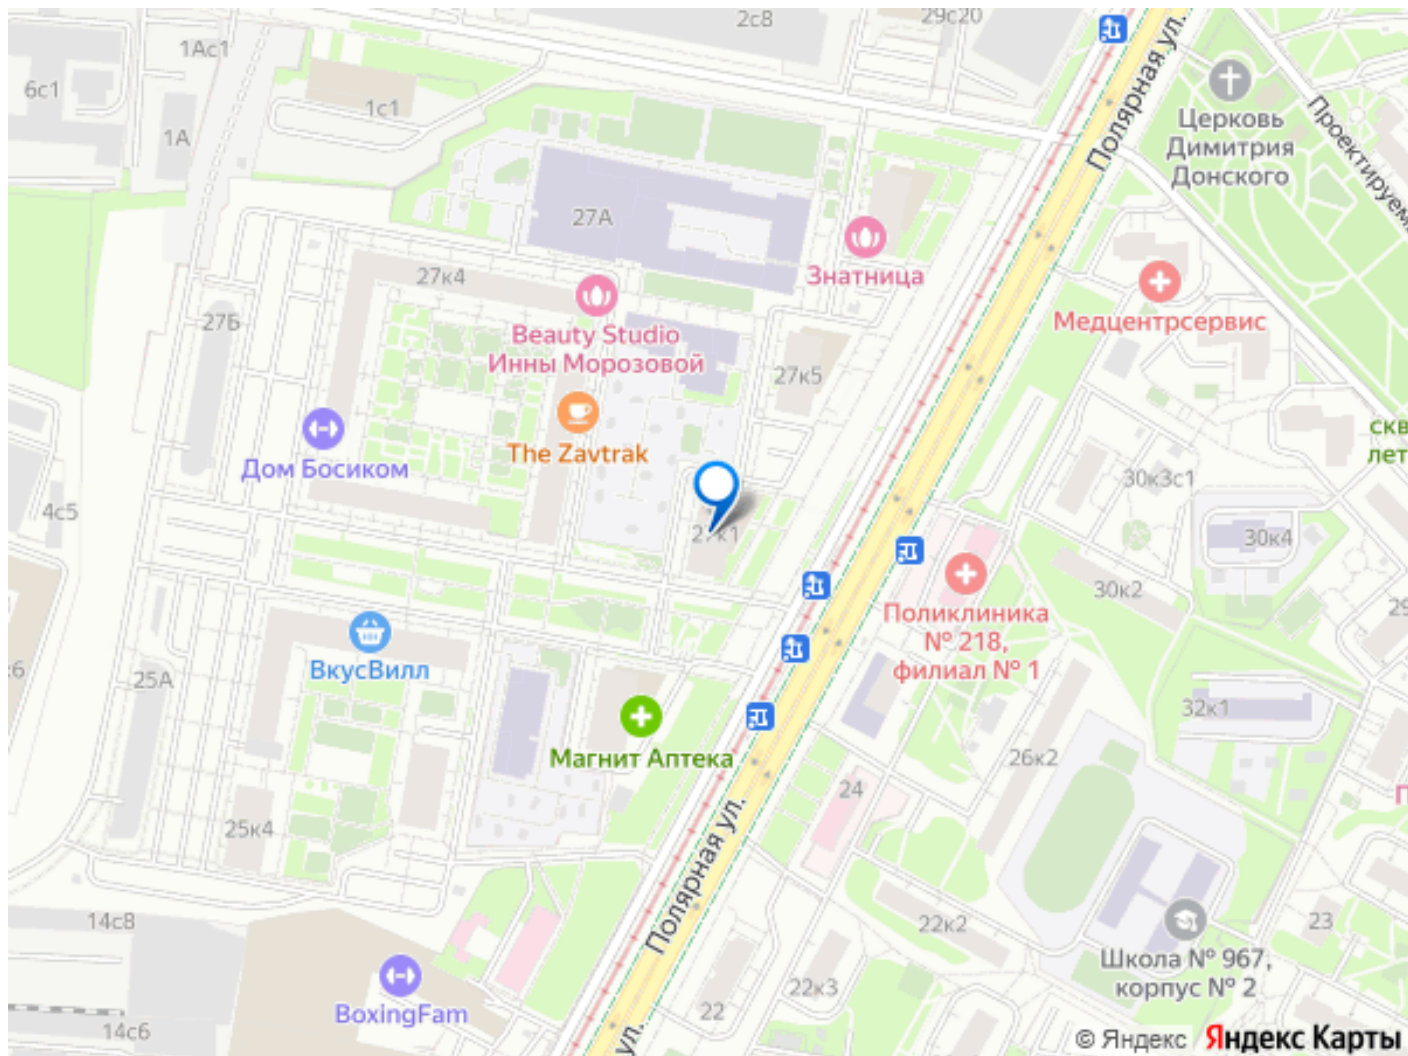 2с8
29с20
1Ас1
6с1
1с1
1А
Полярная ул.
Церковь
Димитрия
Донского
27А
Знатница
27к4
Медцентрсервис
27Б
Beauty Studio
Инны Морозовой
27к5
The Zavtrak
Дом Босиком
скв
лет
30к3с1
4с5
27к1
30к4
30к2
Поликлиника
№ 218,
филиал № 1
ВкусВилл
25А
32к1
Магнит Аптека
26к2
24
25к4
Полярная ул.
14с8
22к2
23
Школа № 967,
корпус № 2
22к3
BoxingFam
22
14с6
ул.
© Яндекс Яндекс Карты